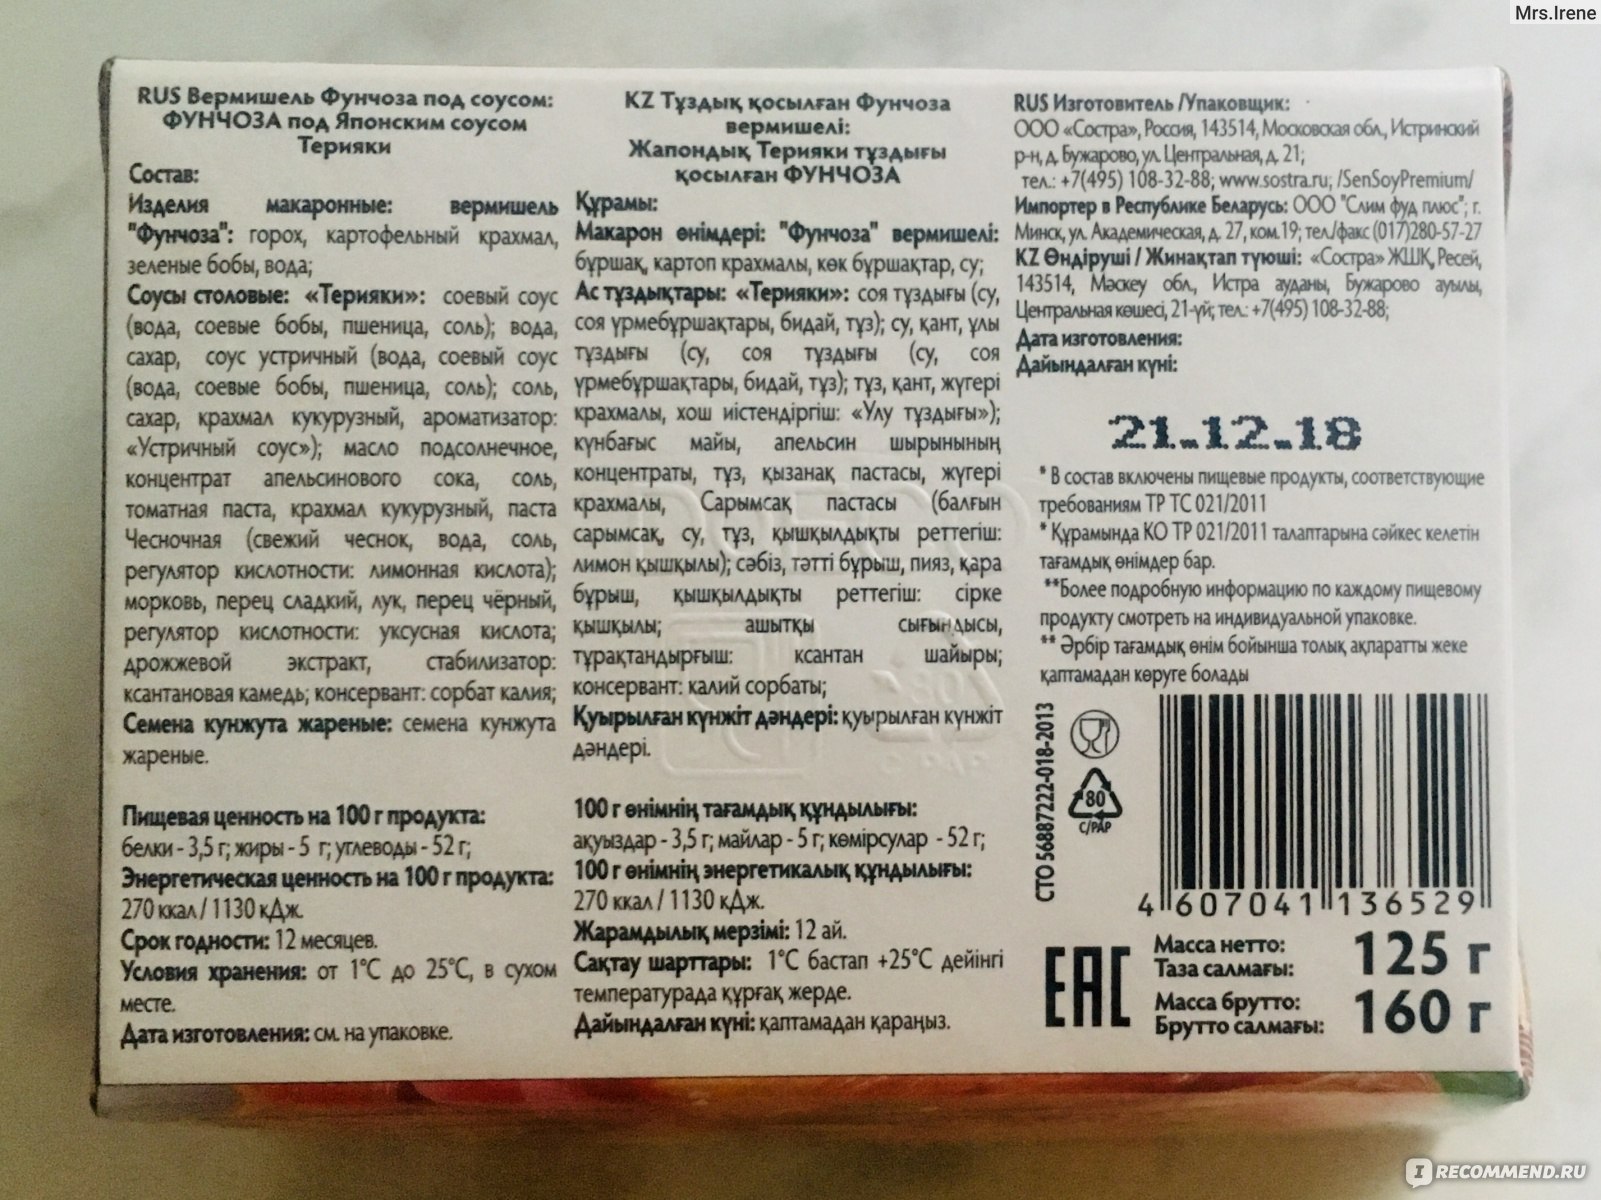 Mrs.Irene
RUS Вермишель Фунчоза под соусом:
ФУНЧОЗА под Японским соусом
Терияки
Состав:
Изделия макаронные: вермишель
"Фунчоза": горох, картофельный крахмал,
зеленые бобы, вода;
Соусы столовые: «Терияки»: соевый соус
(вода, соевые бобы, пшеница, соль); вода,
сахар, соус устричный (вода, соевый соус
(вода, соевые бобы, пшеница, соль); соль,
сахар, крахмал кукурузный, ароматизатор:
«Устричный соус»); масло подсолнечное,
концентрат апельсинового сока, соль,
томатная паста, крахмал кукурузный, паста
Чесночная (свежий чеснок, вода, соль,
регулятор кислотности: лимонная кислота);
морковь, перец сладкий, лук, перец чёрный,
регулятор кислотности: уксусная кислота;
дрожжевой экстракт, стабилизатор:
ксантановая камедь; консервант: сорбат калия;
Семена кунжута жареные: семена кунжута
жареные.
Пищевая ценность на 100 г продукта:
белки - 3,5 г; жиры - 5 г; углеводы - 52 г;
Энергетическая ценность на 100 г продукта:
270 ккал / 1130 кДж.
Срок годности: 12 месяцев.
Условия хранения: от 1°С до 25°С, в сухом
месте.
Дата изготовления: см. на упаковке.
KZ Тұздық қосылған Фунчоза
вермишелі:
Жапондық Терияки тұздығы
қосылған ФУНЧОЗА
Құрамы:
Макарон өнімдері: "Фунчоза" вермишелі:
бұршақ, картоп крахмалы, көк бұршақтар, су;
Ас тұздықтары: «Терияки»: соя тұздығы (су,
соя үрмебұршақтары, бидай, тұз); су, қант, ұлы
тұздығы (су, соя тұздығы (су, соя
үрмебұршақтары, бидай, тұз); тұз, қант, жүгері
крахмалы, хош иістендіргіш: «Улу тұздығы»);
күнбағыс майы, апельсин шырынының
концентраты, тұз, қызанақ пастасы, жүгері
крахмалы, Сарымсақ пастасы (балғын
сарымсақ, су, тұз, қышқылдықты реттегіш:
лимон қышқылы); сәбіз, тәтті бұрыш, пияз, қара
бұрыш, қышқылдықты реттегіш: сірке
қышқылы; ашытқы сығындысы,
тұрақтандырғыш: ксантан шайыры;
консервант: калий сорбаты;
Қуырылған күнжіт дәндері: қуырылған күнжіт
дәндері.
100 г өнімнің тағамдық құндылығы:
ақуыздар - 3,5 г; майлар - 5 г; көмірсулар - 52 г;
100 г өнімнің энергетикалық құндылығы:
270 ккал / 1130 кДж.
Жарамдылық мерзімі: 12 ай.
Сақтау шарттары: 1°С бастап +25°С дейінгі
температурада құрғақ жерде.
Дайындалған күні: қаптамадан қараңыз.
RUS Изготовитель /Упаковщик:
ООО «Состра», Россия, 143514, Московская обл., Истринский
р-н, д. Бужарово, ул. Центральная, д. 21;
тел.: +7(495) 108-32-88; www.sostra.ru; /SenSoyPremium/
Импортер в Республике Беларусь: ООО "Слим фуд плюс"; г.
Минск, ул. Академическая, д. 27, ком.19; тел./факс (017)280-57-27
KZ Өндіруші / Жинақтап түюші: «Состра» ЖШҚ, Ресей,
143514, Мәскеу обл., Истра ауданы, Бужарово ауылы,
Центральная көшесі, 21-үй; тел.: +7(495) 108-32-88;
Дата изготовления:
Дайындалған күні:
21.12.18
* В состав включены пищевые продукты, соответствующие
требованиям ТР ТС 021/2011
* Құрамында КО ТР 021/2011 талаптарына сәйкес келетін
тағамдық өнімдер бар.
**Более подробную информацию по каждому пищевому
продукту смотреть на индивидуальной упаковке.
** Әрбір тағамдық өнім бойынша толық ақпаратты жеке
қаптамадан көруге болады
СТО 56887222-018-2013
80
C/PAP
4 607041 136529
EAC
Масса нетто:
Таза салмағы:
125 г
Масса брутто:
Брутто салмағы:
160 г
IRECOMMEND.RU